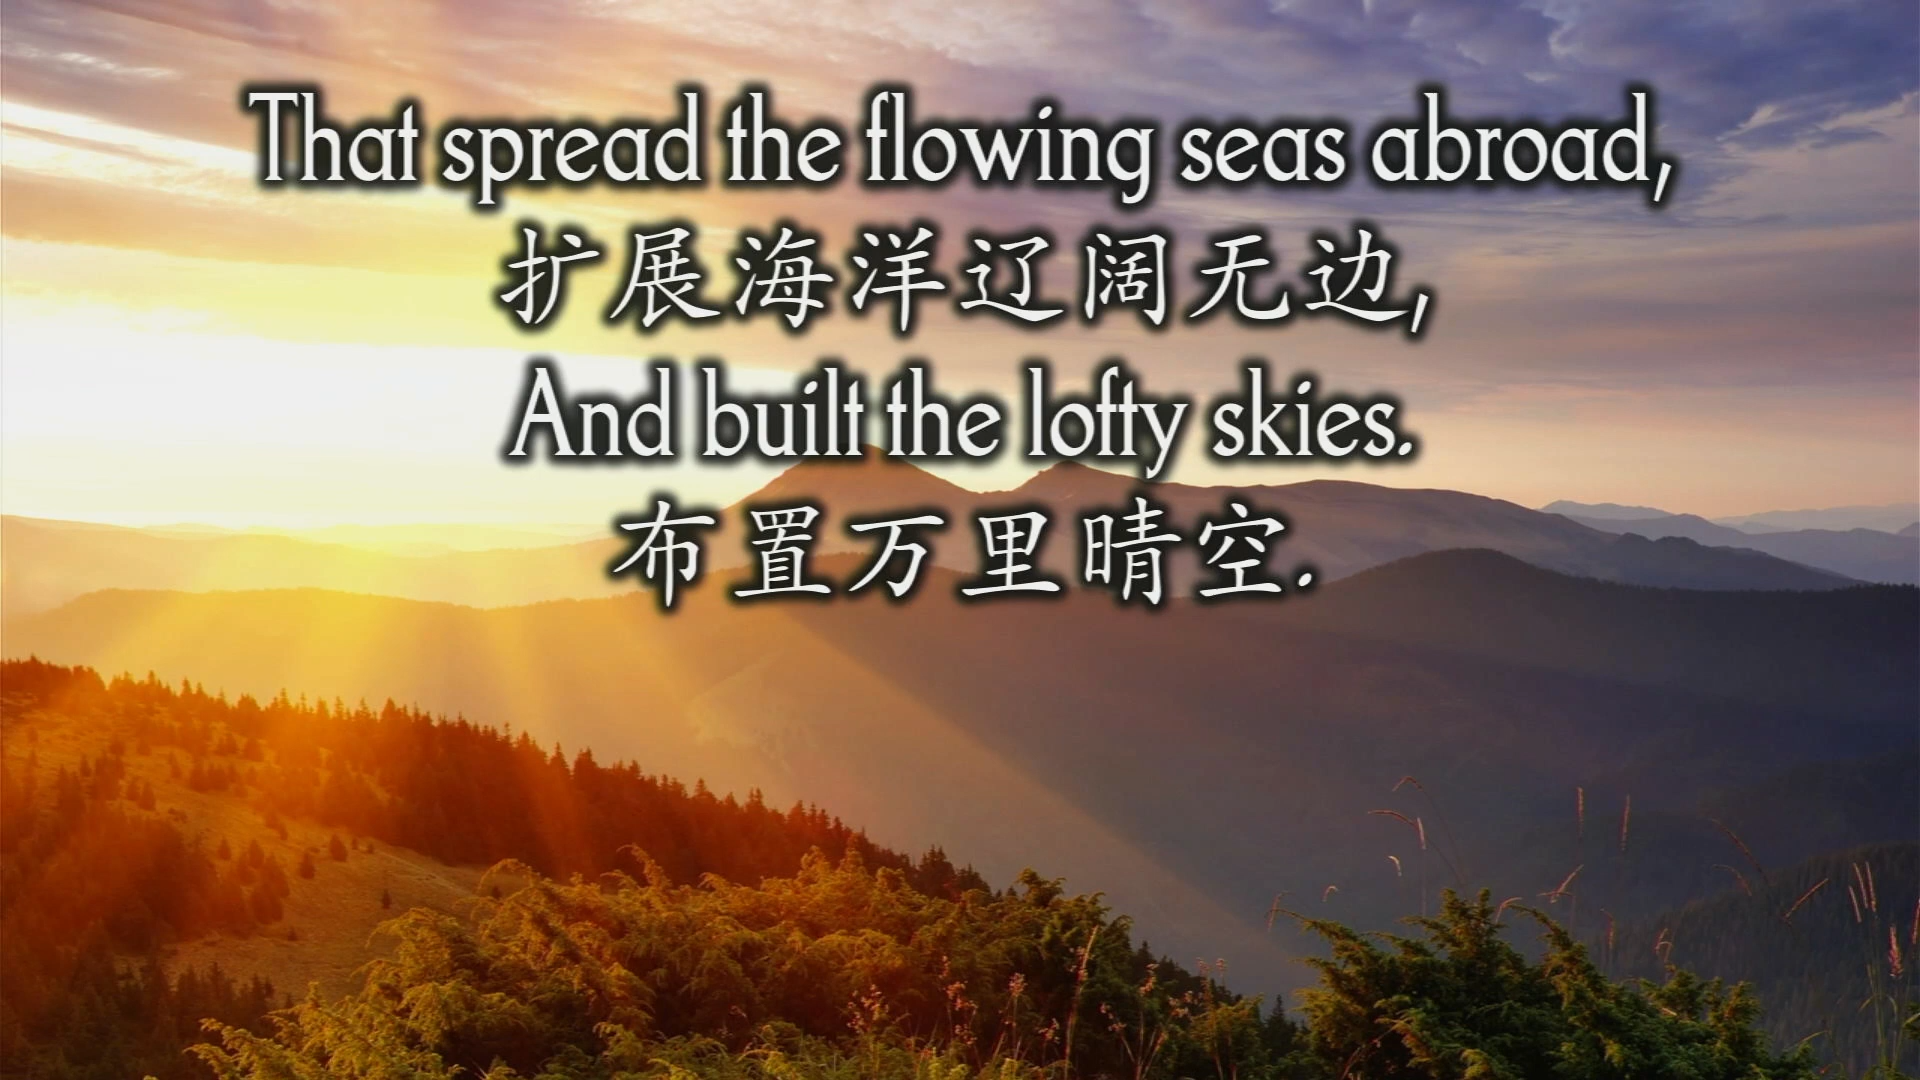 That spread the flowing seas abroad,
扩展海洋辽阔无边,
And built the lofty skies.
布置万里晴空.